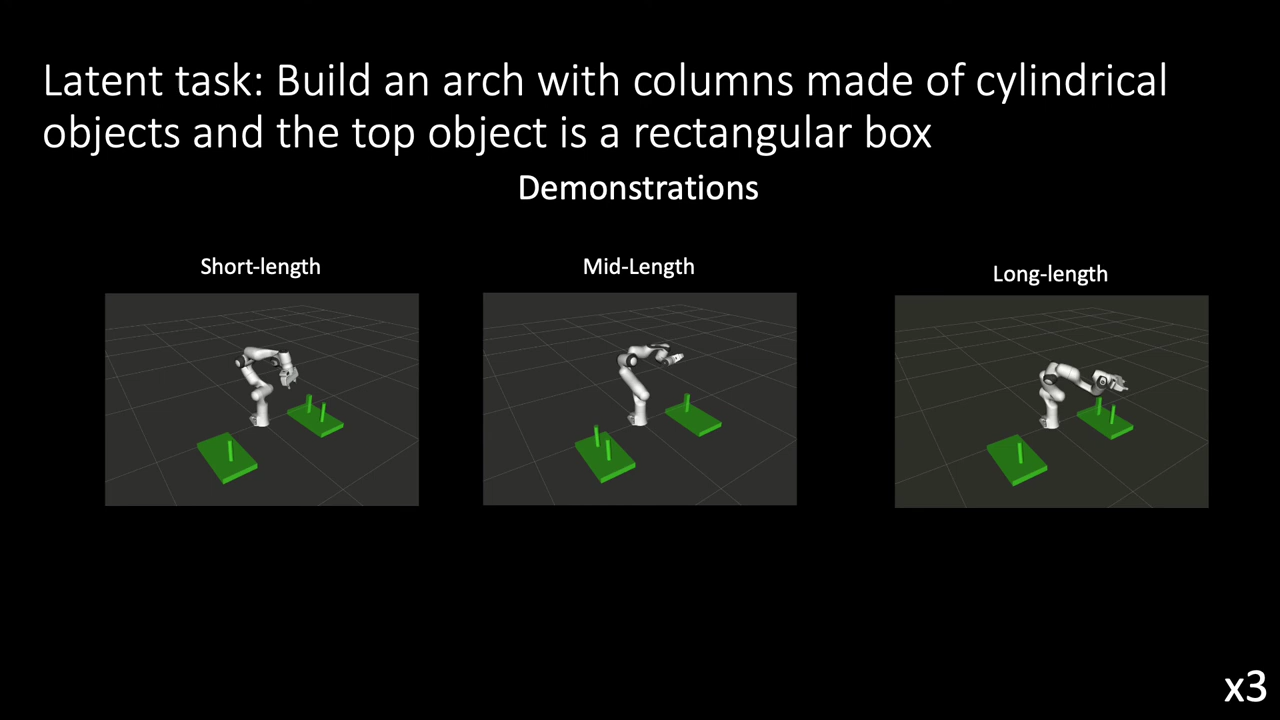 Latent task: Build an arch with columns made of cylindrical
objects and the top object is a rectangular box
Demonstrations
Short-length
Mid-Length
Long-length
x3